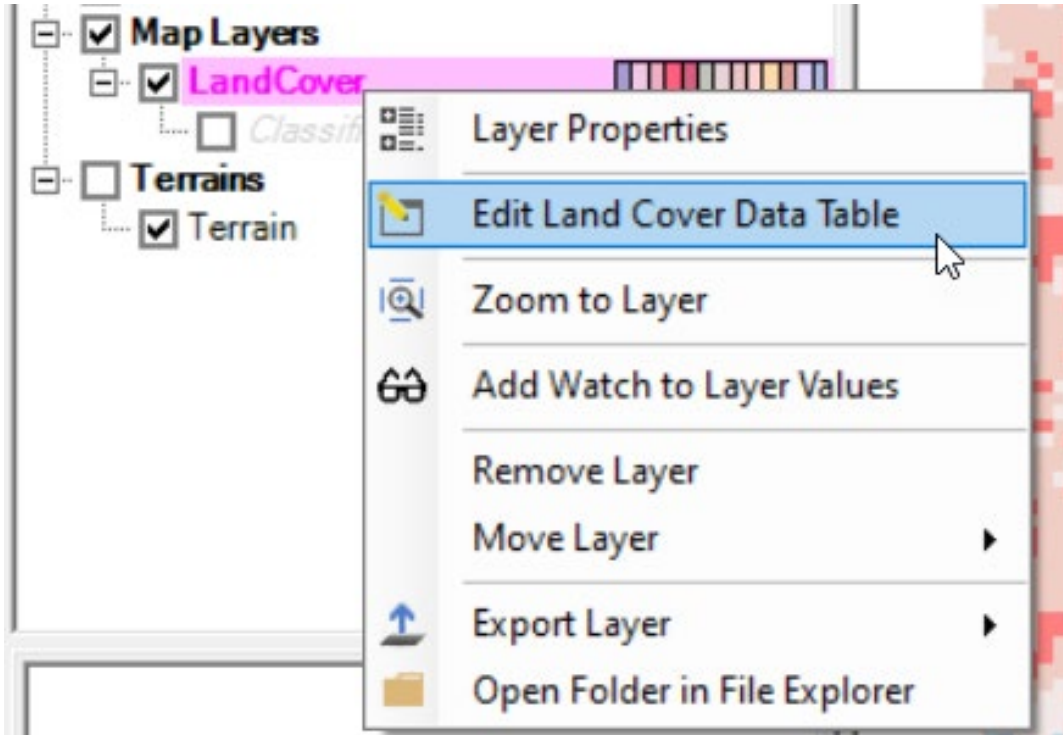 Map Layers
LandCover
Classifi
Terrains
Terrain
Layer Properties
Edit Land Cover Data Table
Zoom to Layer
Add Watch to Layer Values
Remove Layer
Move Layer
Export Layer
Open Folder in File Explorer